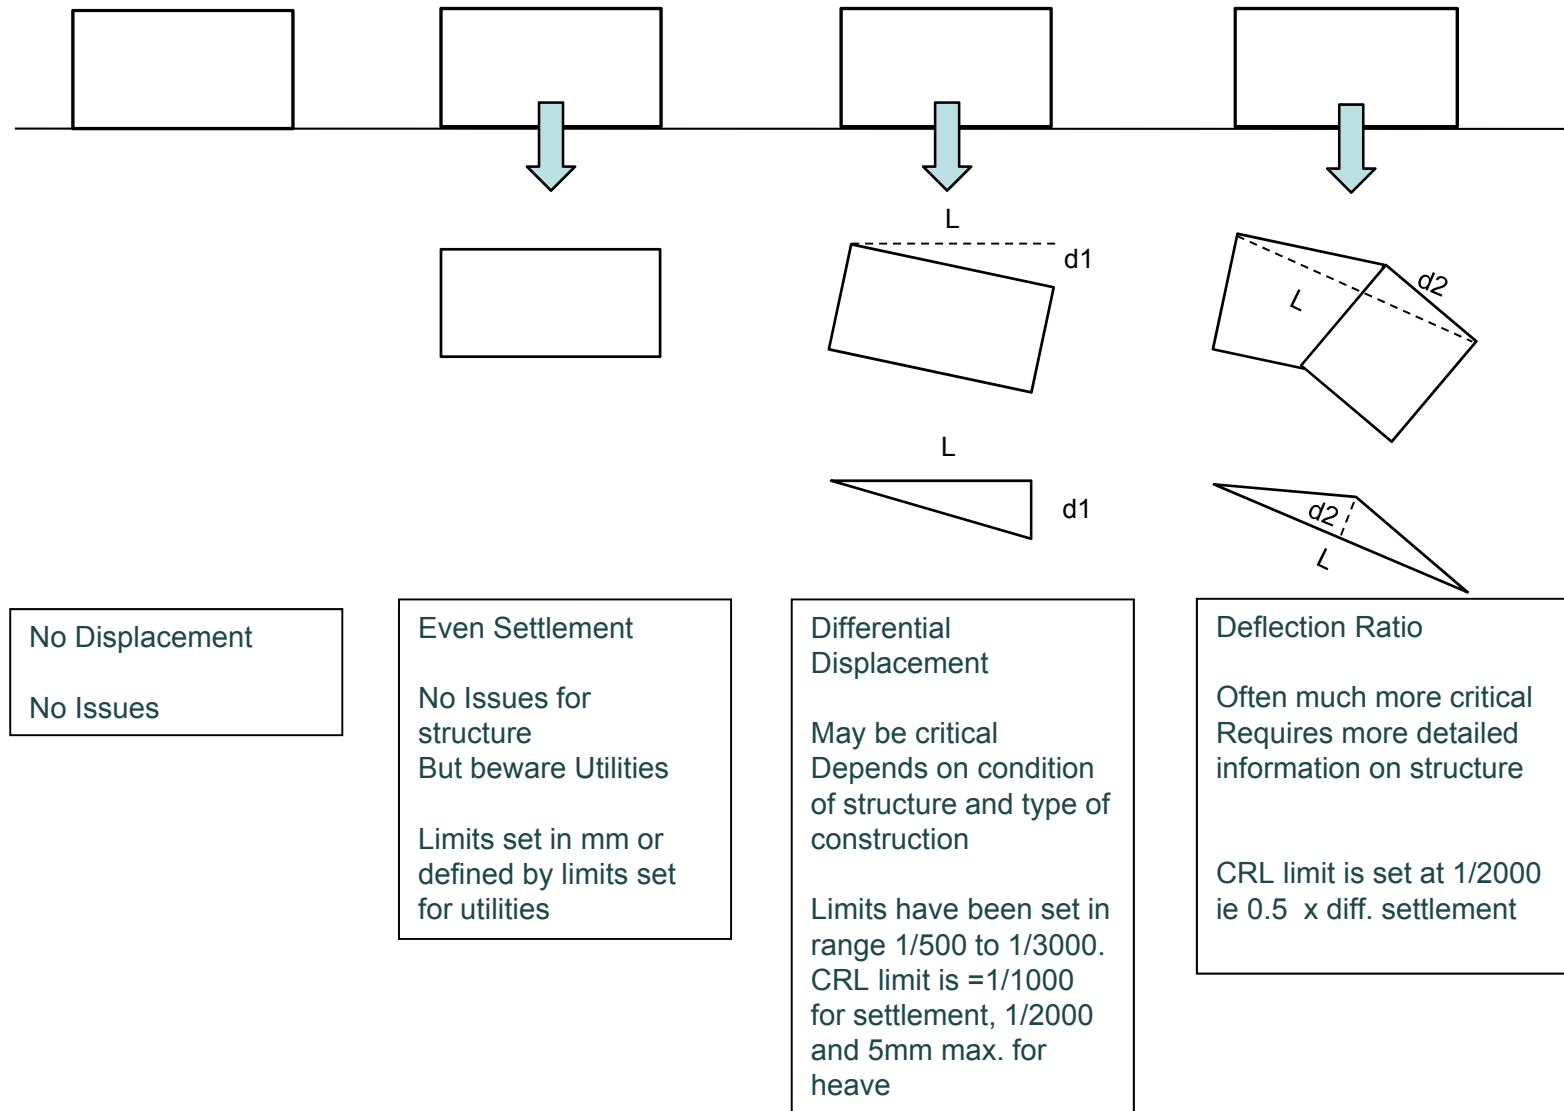 L
d1
L
d2
L
d1
d2
L
No Displacement
No Issues
Even Settlement
No Issues for
structure
But beware Utilities
Limits set in mm or
defined by limits set
for utilities
Differential
Displacement
May be critical
Depends on condition
of structure and type of
construction
Limits have been set in
range 1/500 to 1/3000.
CRL limit is =1/1000
for settlement, 1/2000
and 5mm max. for
heave
Deflection Ratio
Often much more critical
Requires more detailed
information on structure
CRL limit is set at 1/2000
ie 0.5 x diff. settlement